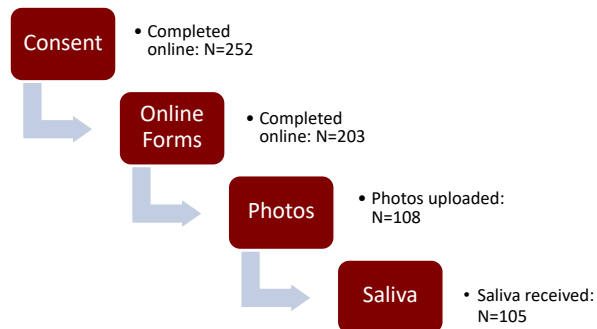 Consent
• Completed
online: N=252
Online
Forms
• Completed
online: N=203
Photos
• Photos uploaded:
N=108
Saliva
• Saliva received:
N=105